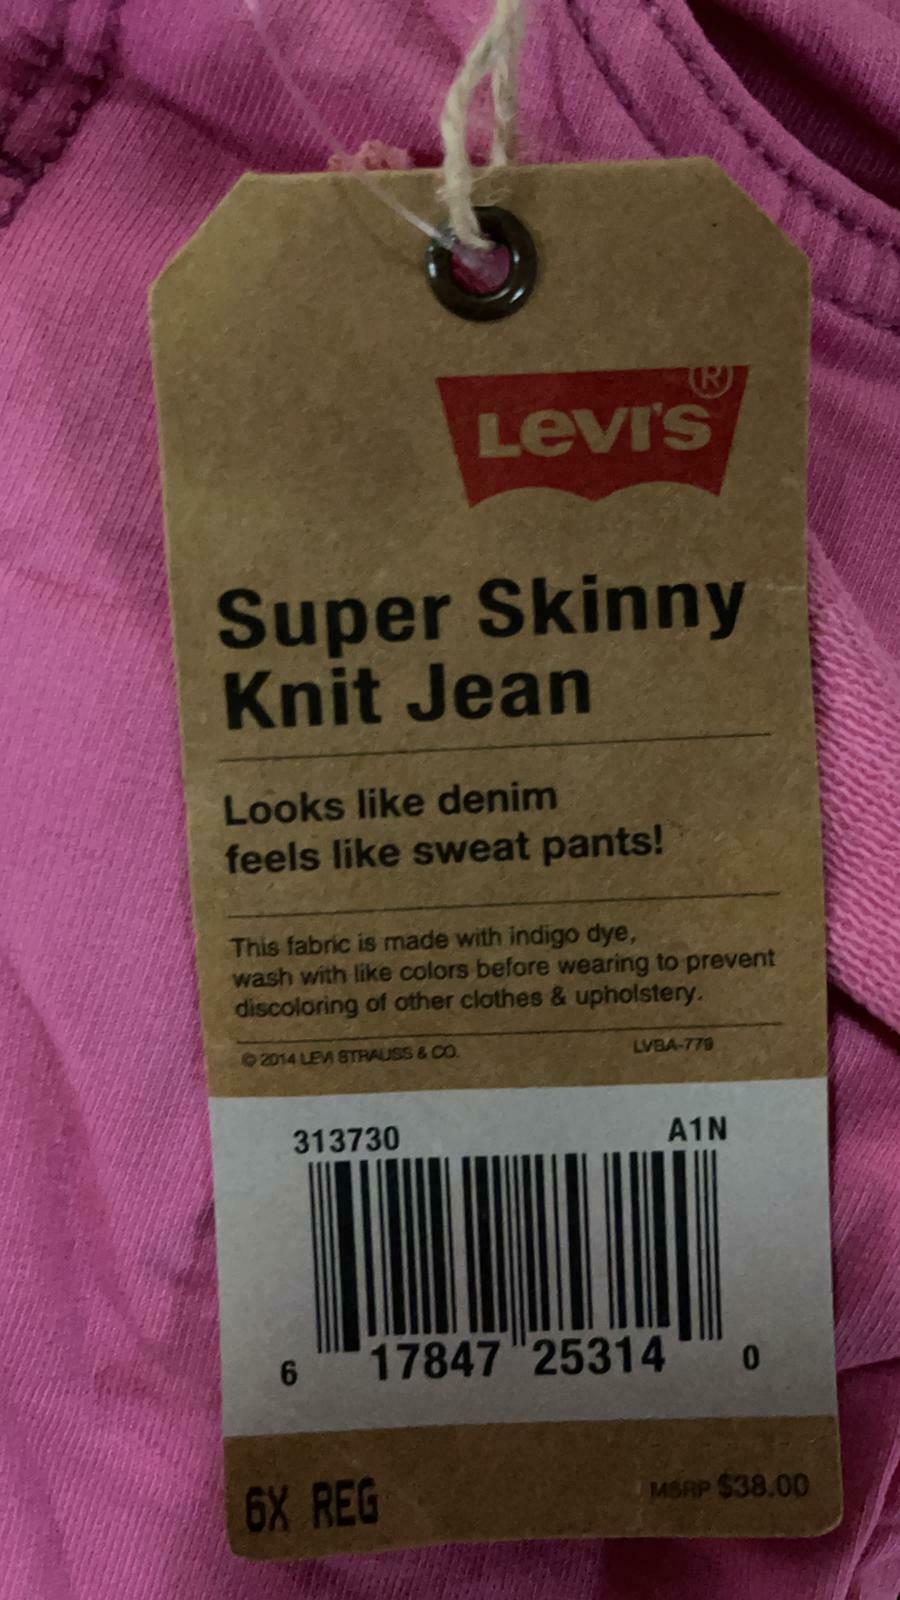 Levi's®
Super Skinny
Knit Jean
Looks like denim
feels like sweat pants!
This fabric is made with indigo dye,
wash with like colors before wearing to prevent
discoloring of other clothes & upholstery.
© 2014 LEVI STRAUSS & CO. LVBA-779
313730 A1N
6 17847 25314 0
6X REG MSRP $38.00